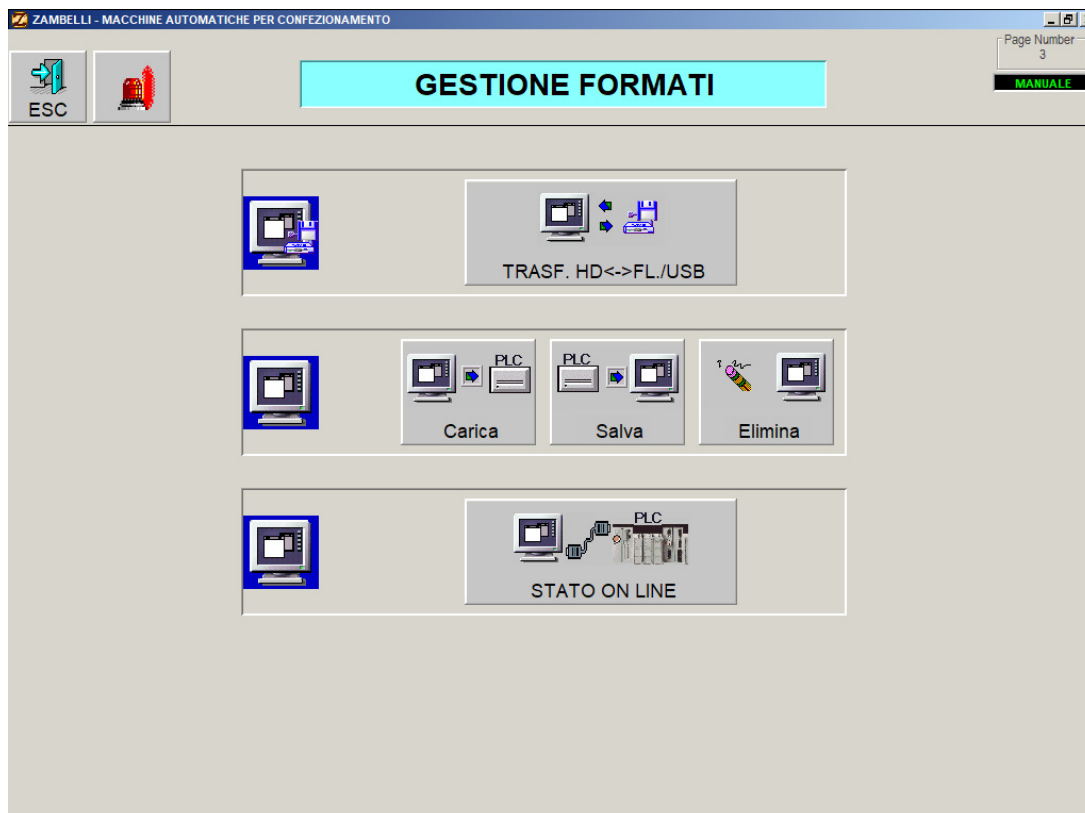 ZAMBELLI - MACCHINE AUTOMATICHE PER CONFEZIONAMENTO
Page Number
3
MANUALE
ESC
GESTIONE FORMATI
TRASF. HD<->FL./USB
PLC
PLC
Carica
Salva
Elimina
PLC
STATO ON LINE